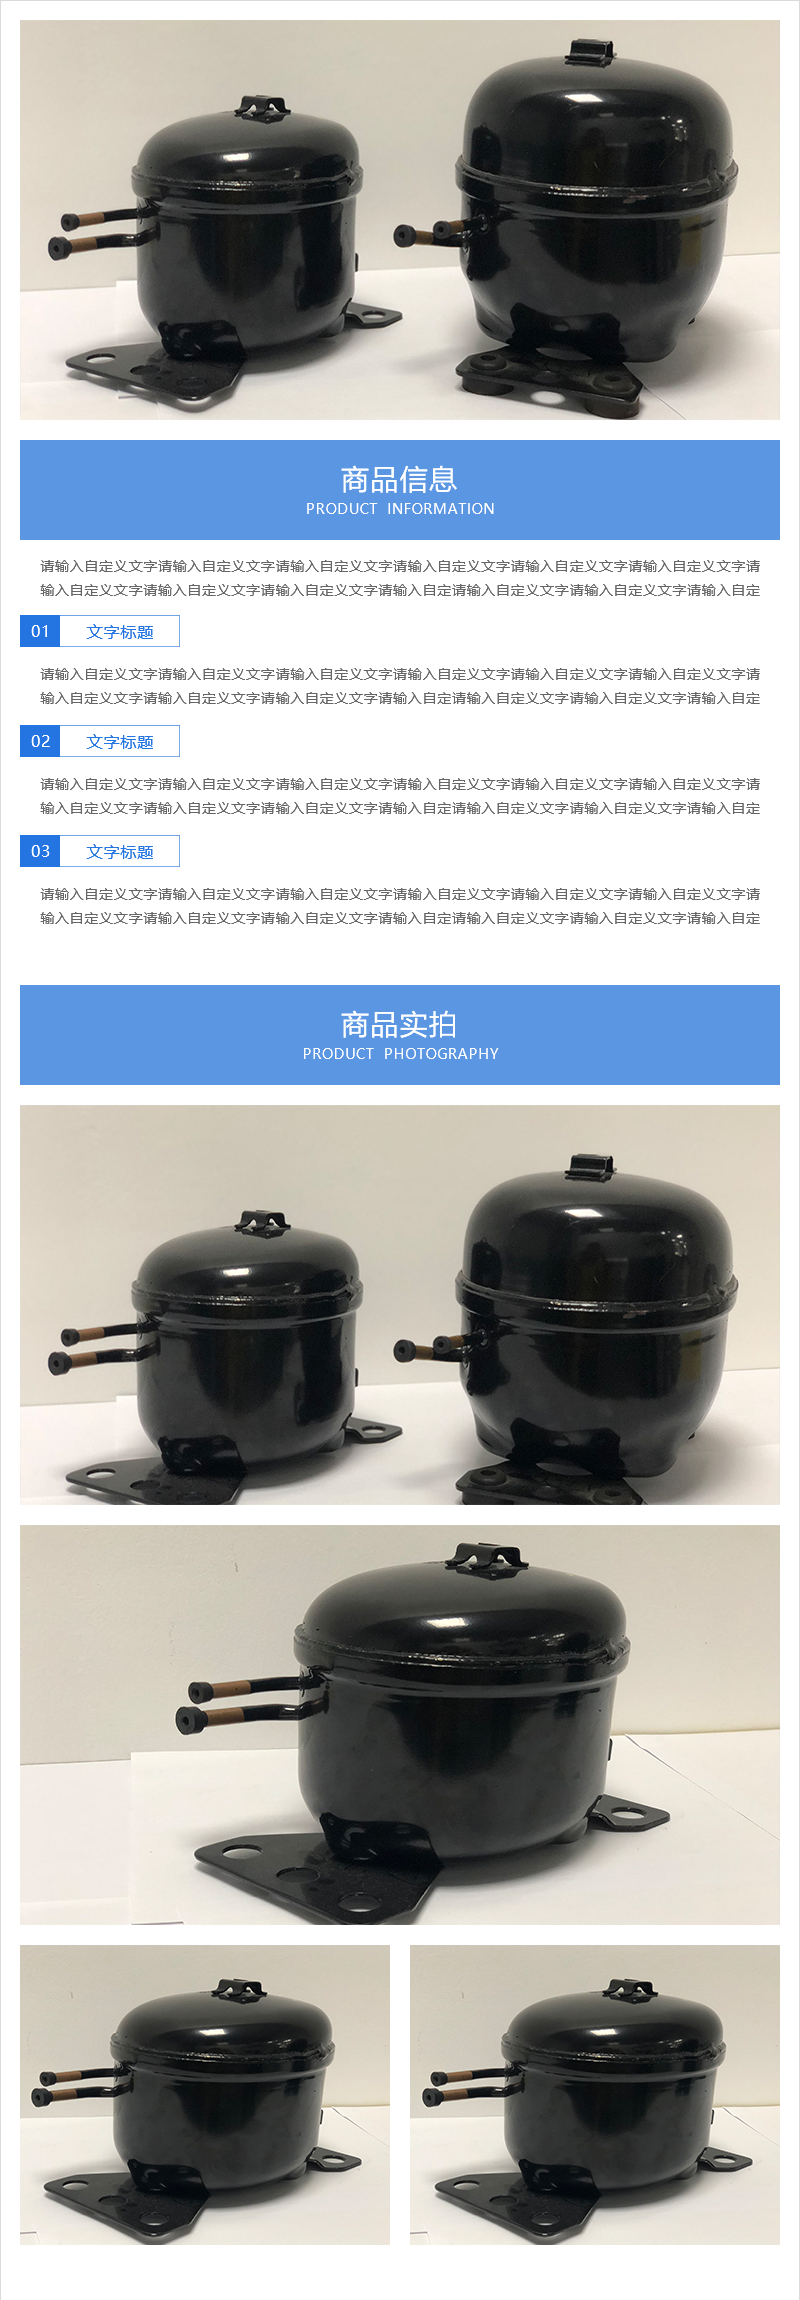 商品信息
PRODUCT INFORMATION
请输入自定义文字请输入自定义文字请输入自定义文字请输入自定义文字请输入自定义文字请输入自定义文字请
输入自定义文字请输入自定义文字请输入自定义文字请输入自定请输入自定义文字请输入自定义文字请输入自定
01 文字标题
请输入自定义文字请输入自定义文字请输入自定义文字请输入自定义文字请输入自定义文字请输入自定义文字请
输入自定义文字请输入自定义文字请输入自定义文字请输入自定请输入自定义文字请输入自定义文字请输入自定
02 文字标题
请输入自定义文字请输入自定义文字请输入自定义文字请输入自定义文字请输入自定义文字请输入自定义文字请
输入自定义文字请输入自定义文字请输入自定义文字请输入自定请输入自定义文字请输入自定义文字请输入自定
03 文字标题
请输入自定义文字请输入自定义文字请输入自定义文字请输入自定义文字请输入自定义文字请输入自定义文字请
输入自定义文字请输入自定义文字请输入自定义文字请输入自定请输入自定义文字请输入自定义文字请输入自定
商品实拍
PRODUCT PHOTOGRAPHY